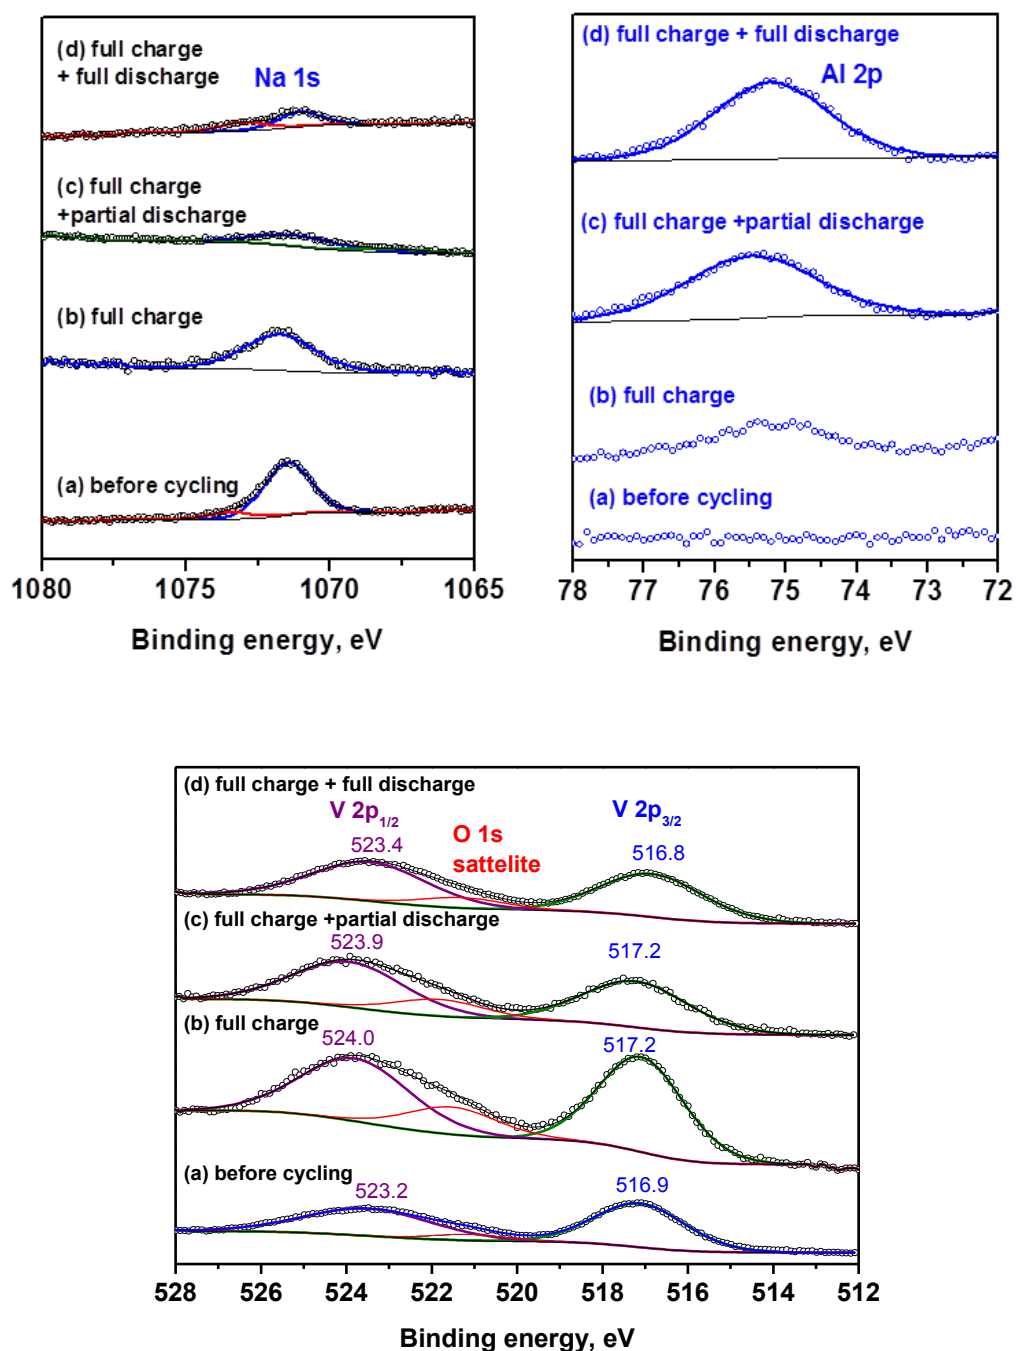 (d) full charge
+ full discharge
Na 1s
(c) full charge
+partial discharge
(b) full charge
(a) before cycling
1080 1075 1070 1065
Binding energy, eV
(d) full charge + full discharge
Al 2p
(c) full charge +partial discharge
(b) full charge
(a) before cycling
78 77 76 75 74 73 72
Binding energy, eV
(d) full charge + full discharge
V 2p1/2
V 2p3/2
O 1s
sattelite
523.4
516.8
(c) full charge +partial discharge
523.9
517.2
(b) full charge
524.0
517.2
(a) before cycling
523.2
516.9
528 526 524 522 520 518 516 514 512
Binding energy, eV